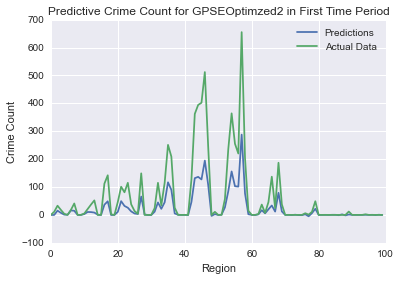 Predictive Crime Count for GPSEOptimzed2 in First Time Period
Predictions
Actual Data
Crime Count
700
600
500
400
300
200
100
0
−100
0 20 40 60 80 100
Region